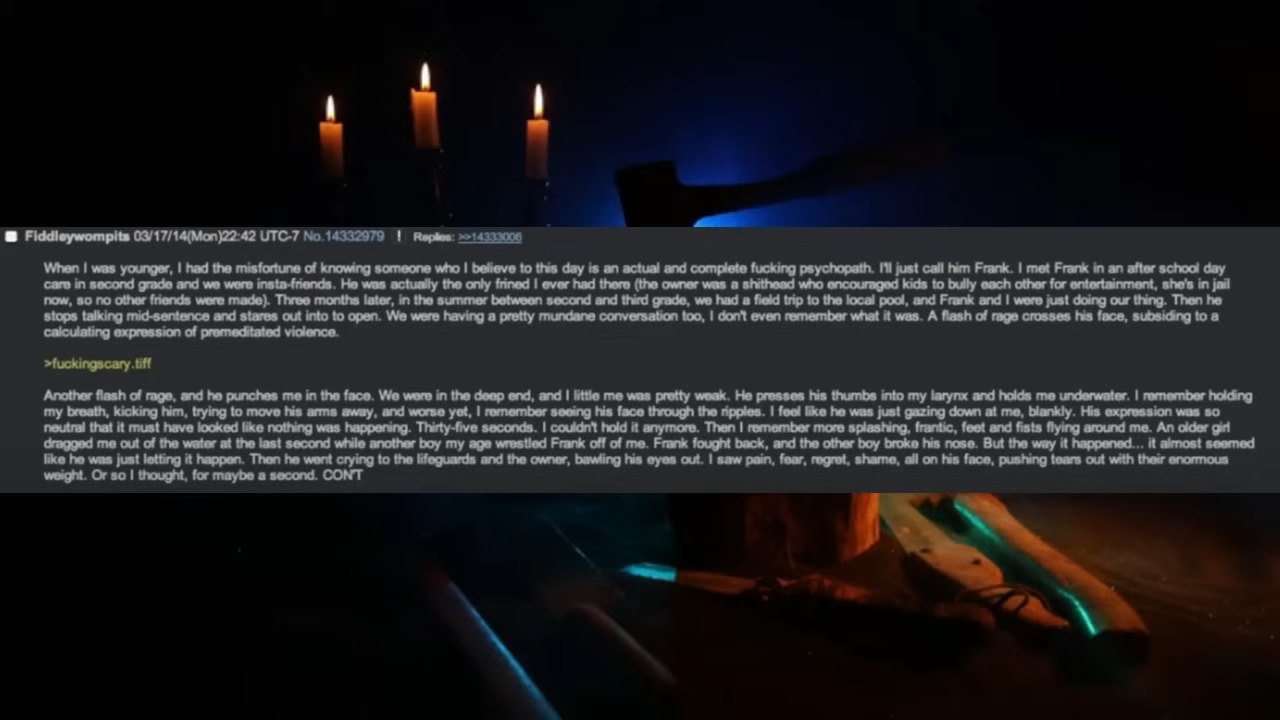 Fiddleywompits 03/17/14(Mon)22:42 UTC-7 No.14332979 ! Replies: >>14333006
When I was younger, I had the misfortune of knowing someone who I believe to this day is an actual and complete fucking psychopath. I'll just call him Frank. I met Frank in an after school day
care in second grade and we were insta-friends. He was actually the only frined I ever had there (the owner was a shithead who encouraged kids to bully each other for entertainment, she's in jail
now, so no other friends were made). Three months later, in the summer between second and third grade, we had a field trip to the local pool, and Frank and I were just doing our thing. Then he
stops talking mid-sentence and stares out into to open. We were having a pretty mundane conversation too, I don't even remember what it was. A flash of rage crosses his face, subsiding to a
calculating expression of premeditated violence.
>fuckingscary.tiff
Another flash of rage, and he punches me in the face. We were in the deep end, and I little me was pretty weak. He presses his thumbs into my larynx and holds me underwater. I remember holding
my breath, kicking him, trying to move his arms away, and worse yet, I remember seeing his face through the ripples. I feel like he was just gazing down at me, blankly. His expression was so
neutral that it must have looked like nothing was happening. Thirty-five seconds. I couldn't hold it anymore. Then I remember more splashing, frantic, feet and fists flying around me. An older girl
dragged me out of the water at the last second while another boy my age wrestled Frank off of me. Frank fought back, and the other boy broke his nose. But the way it happened... it almost seemed
like he was just letting it happen. Then he went crying to the lifeguards and the owner, bawling his eyes out. I saw pain, fear, regret, shame, all on his face, pushing tears out with their enormous
weight. Or so I thought, for maybe a second. CON'T